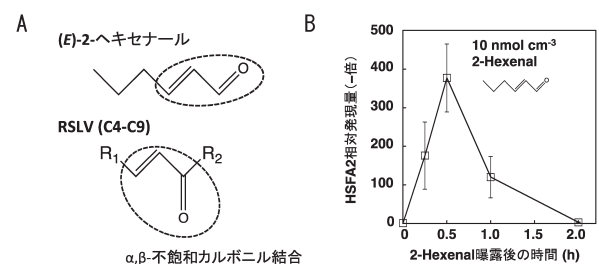 A
(E)-2-ヘキセナール
O
RSLV (C4-C9)
R1
R2
O
α,β-不飽和カルボニル結合
B
10 nmol cm-3
2-Hexenal
O
HSFA2相対発現量(-倍)
500
400
300
200
100
0
0 0.5 1.0 1.5 2.0
2-Hexenal曝露後の時間 (h)